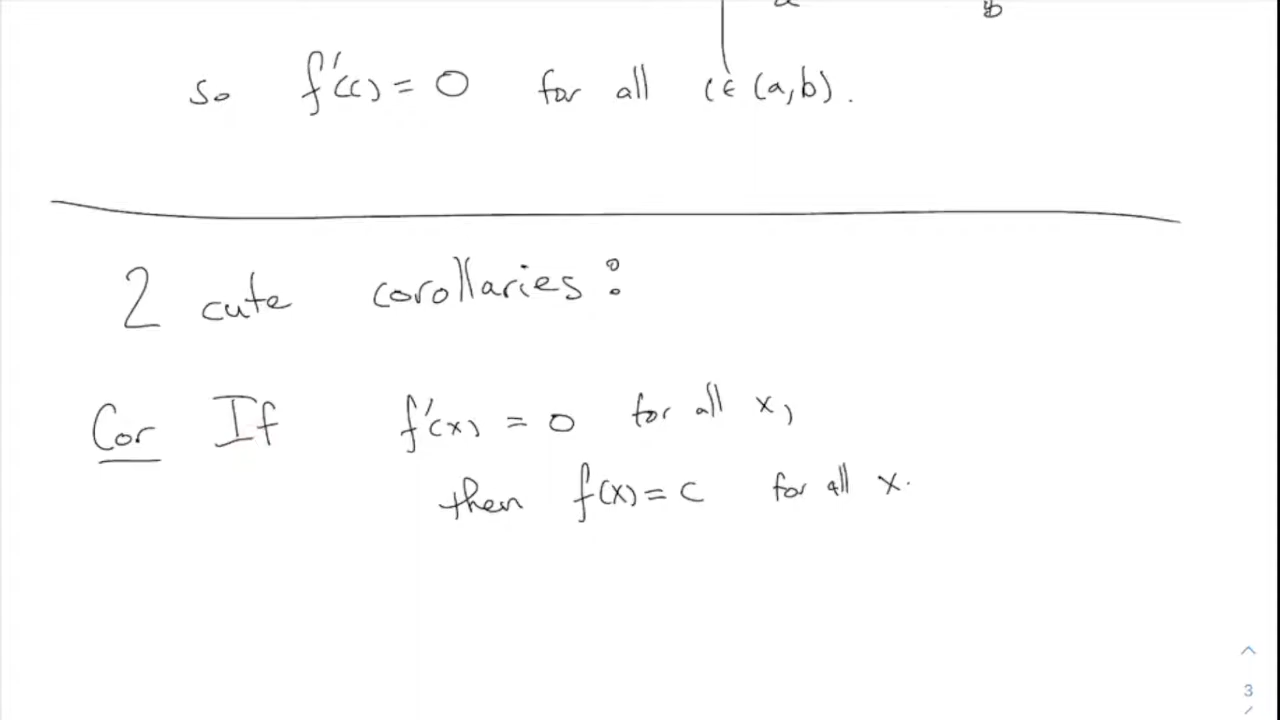 a b
so f'(c) = 0 for all c ∈ (a,b).
2 cute corollaries:
Cor If f'(x) = 0 for all x,
then f(x) = c for all x.
3